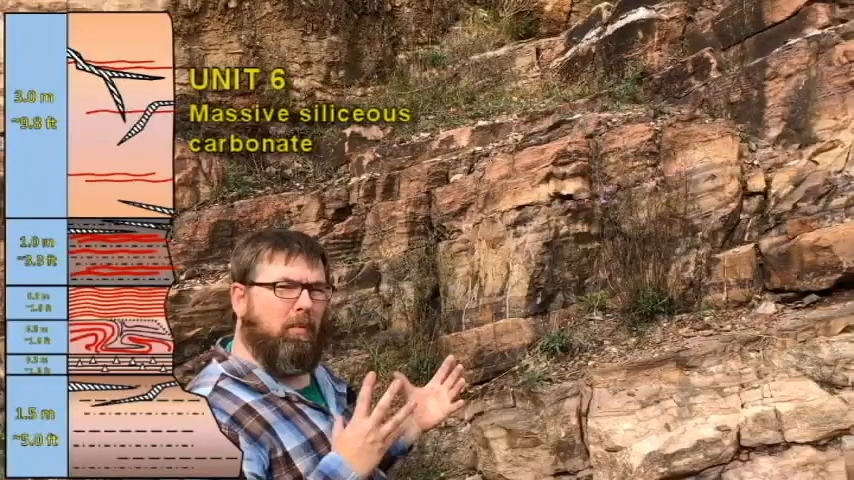 UNIT 6
Massive siliceous
carbonate
3.0 m
~9.8 ft
1.0 m
~3.3 ft
1.5 m
~5.0 ft